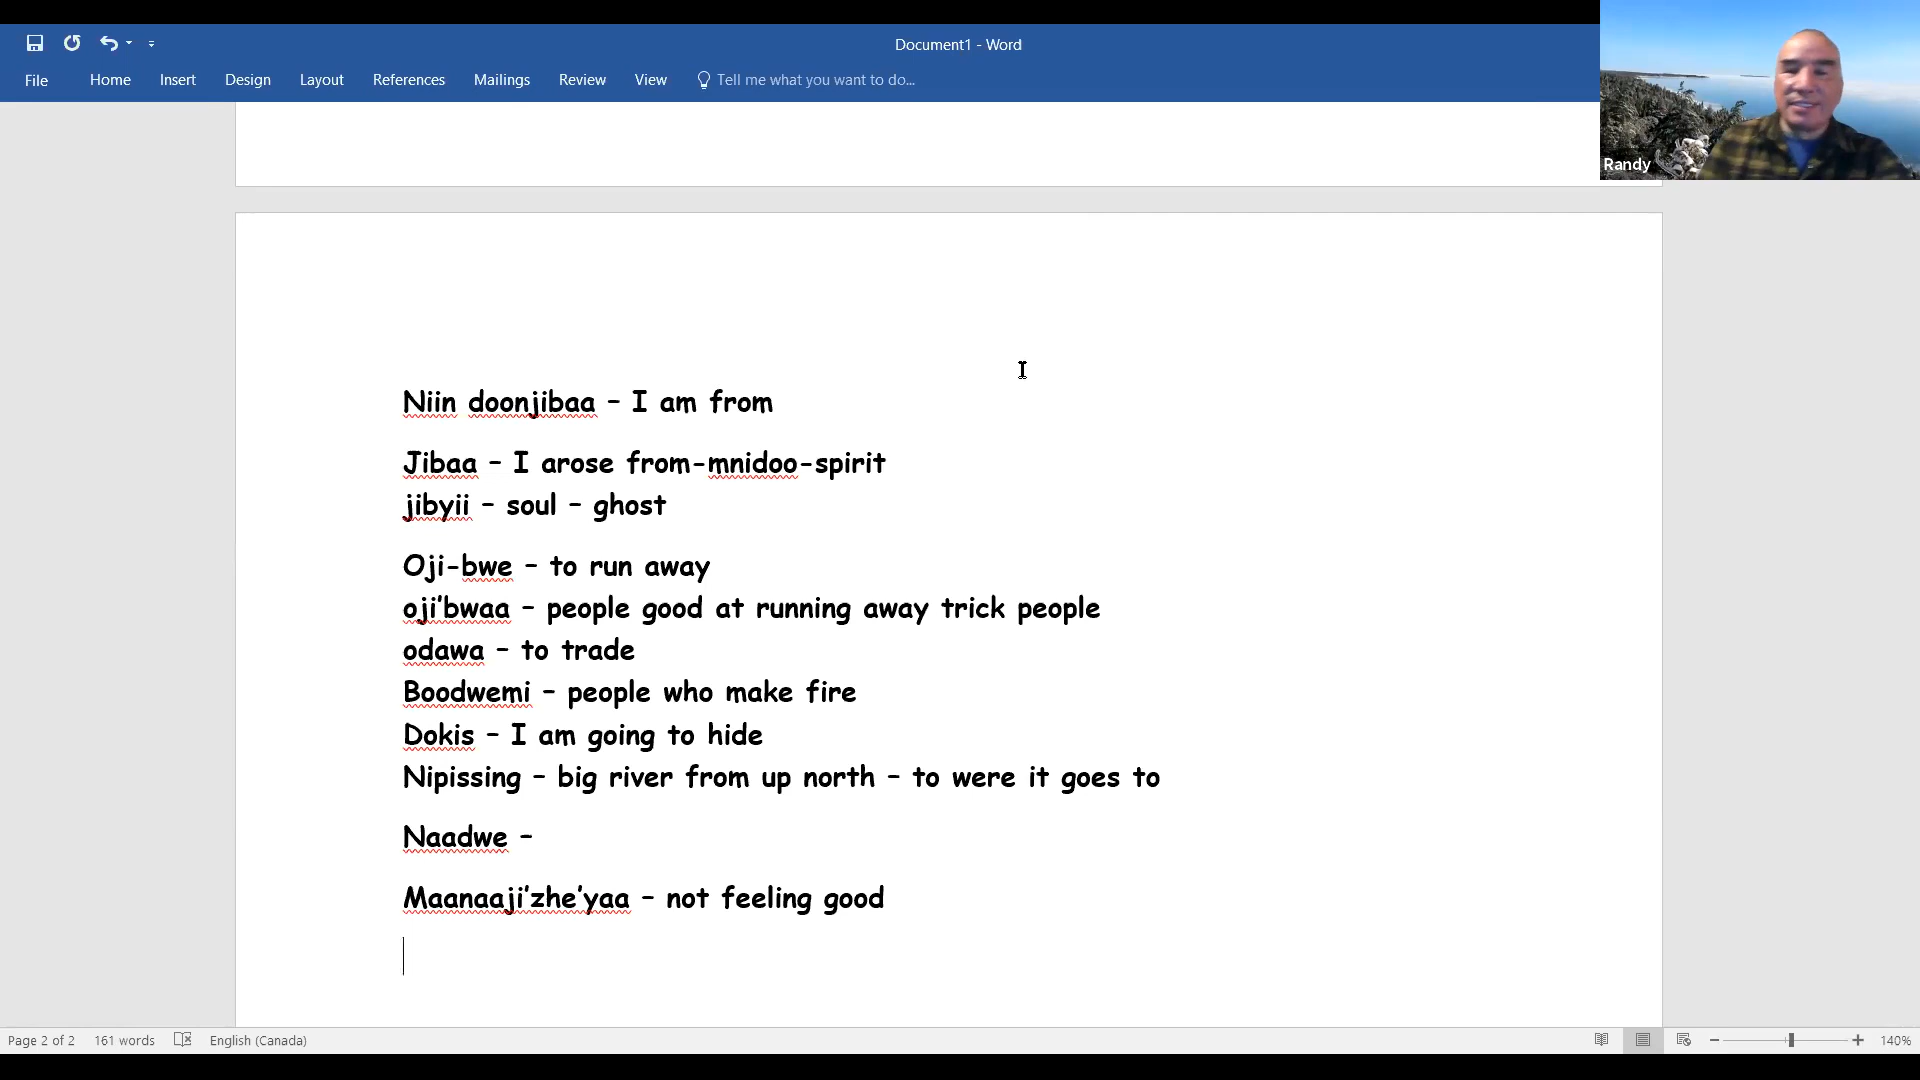 Document1 - Word
File Home Insert Design Layout References Mailings Review View Tell me what you want to do...
Randy
Niin doonjibaa – I am from
Jibaa – I arose from-mnidoo-spirit
jibyii – soul – ghost
Oji-bwe – to run away
oji’bwaa – people good at running away trick people
odawa – to trade
Boodwemi – people who make fire
Dokis – I am going to hide
Nipissing – big river from up north – to were it goes to
Naadwe –
Maanaaji’zhe’yaa – not feeling good
Page 2 of 2 161 words English (Canada) 140%